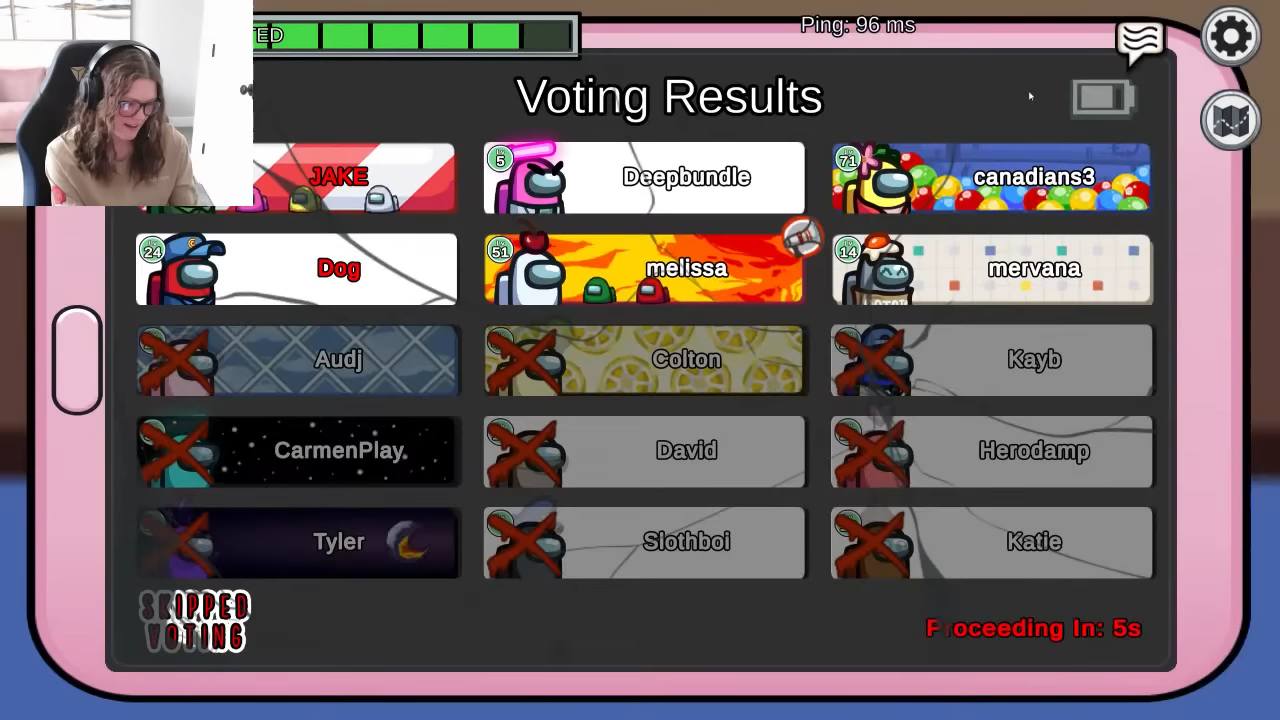 ED
Ping: 96 ms
Voting Results
JAKE
5
Deepbundle
71
canadians3
24
Dog
51
melissa
14
mervana
Audj
Colton
Kayb
CarmenPlay.
David
Herodamp
Tyler
Slothboi
Katie
SKIPPED
VOTING
Proceeding In: 5s